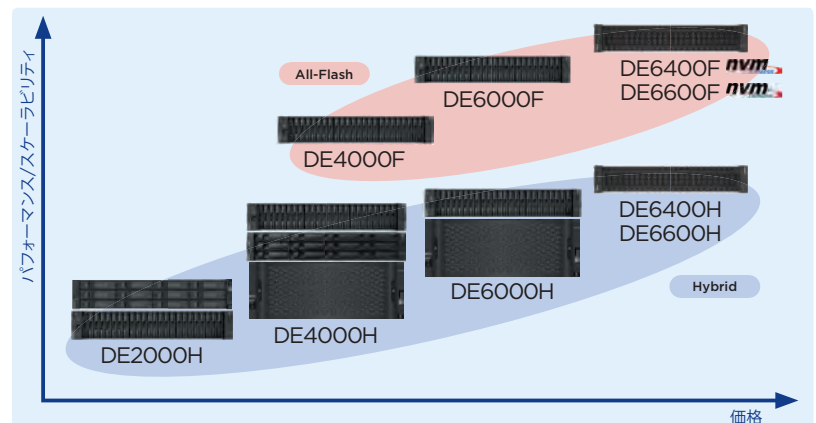 パフォーマンス/スケーラビリティ
All-Flash
DE6400F nvm
DE6600F nvm
DE6000F
DE4000F
DE6400H
DE6600H
DE6000H
Hybrid
DE4000H
DE2000H
価格